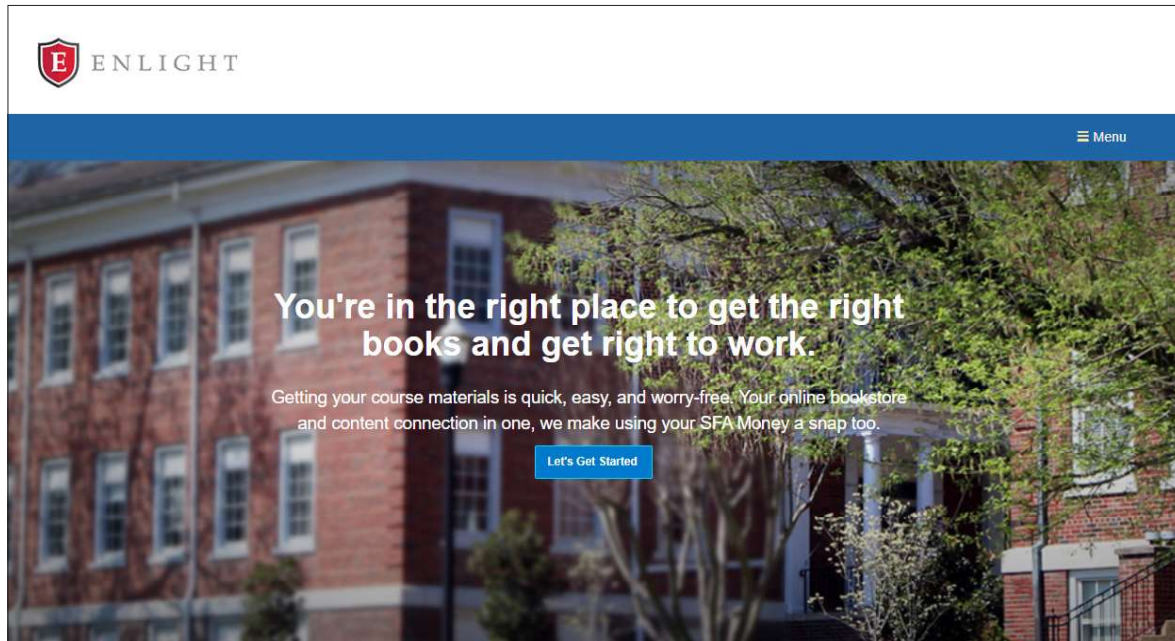 E ENLIGHT
Menu
You're in the right place to get the right
books and get right to work.
Getting your course materials is quick, easy, and worry-free. Your online bookstore
and content connection in one, we make using your SFA Money a snap too.
Let's Get Started